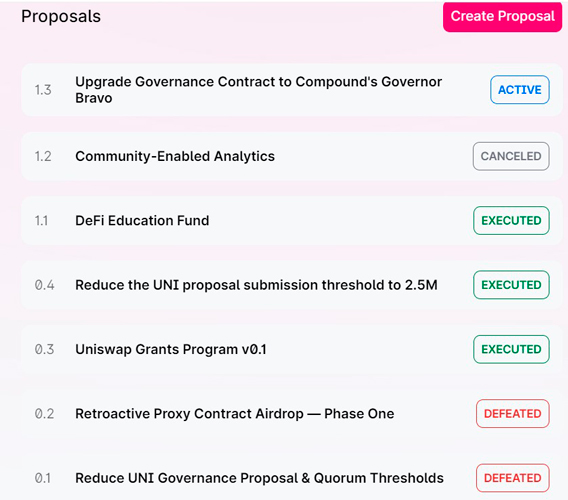 Proposals
Create Proposal
1.3
Upgrade Governance Contract to Compound's Governor
Bravo
ACTIVE
1.2
Community-Enabled Analytics
CANCELED
1.1
DeFi Education Fund
EXECUTED
0.4
Reduce the UNI proposal submission threshold to 2.5M
EXECUTED
0.3
Uniswap Grants Program v0.1
EXECUTED
0.2
Retroactive Proxy Contract Airdrop — Phase One
DEFEATED
0.1
Reduce UNI Governance Proposal & Quorum Thresholds
DEFEATED